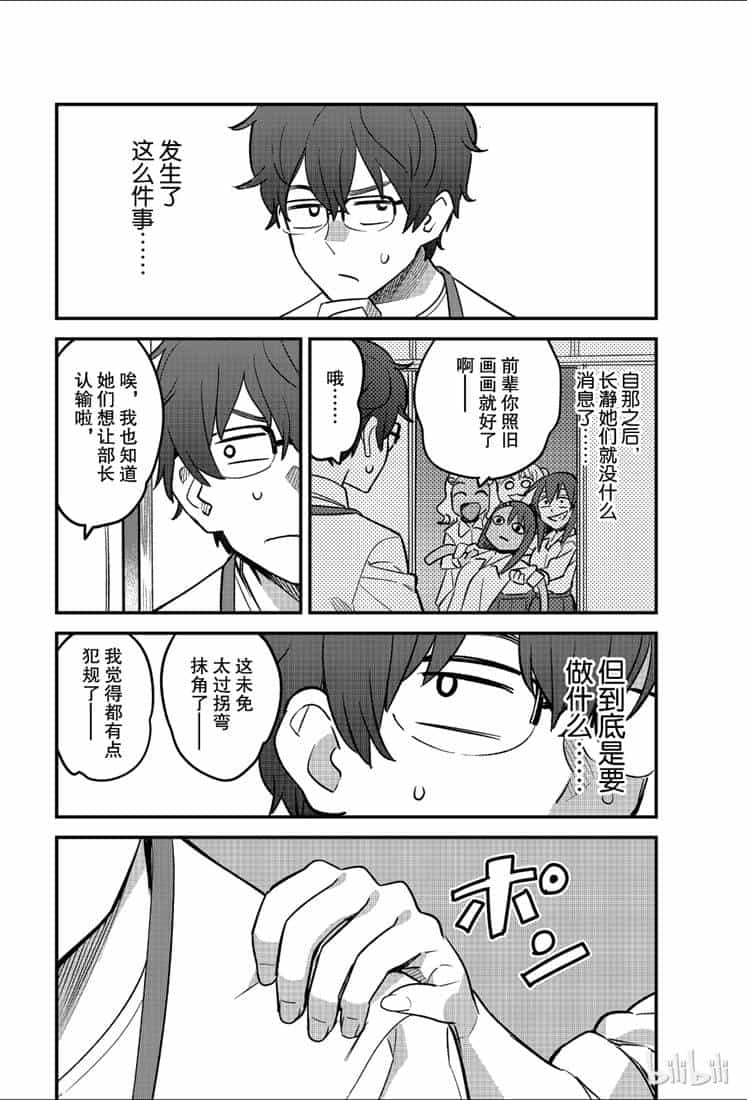 发生了
这么件事……
自那之后，
长瀞她们就没什么
消息了……
前辈你照旧
画画就好了
啊——
哦……
唉，我也知道
她们想让部长
认输啦，
但到底是要
做什么……
这未免
太过拐弯
抹角了——
我觉得都有点
犯规了——
ポン
bilibili